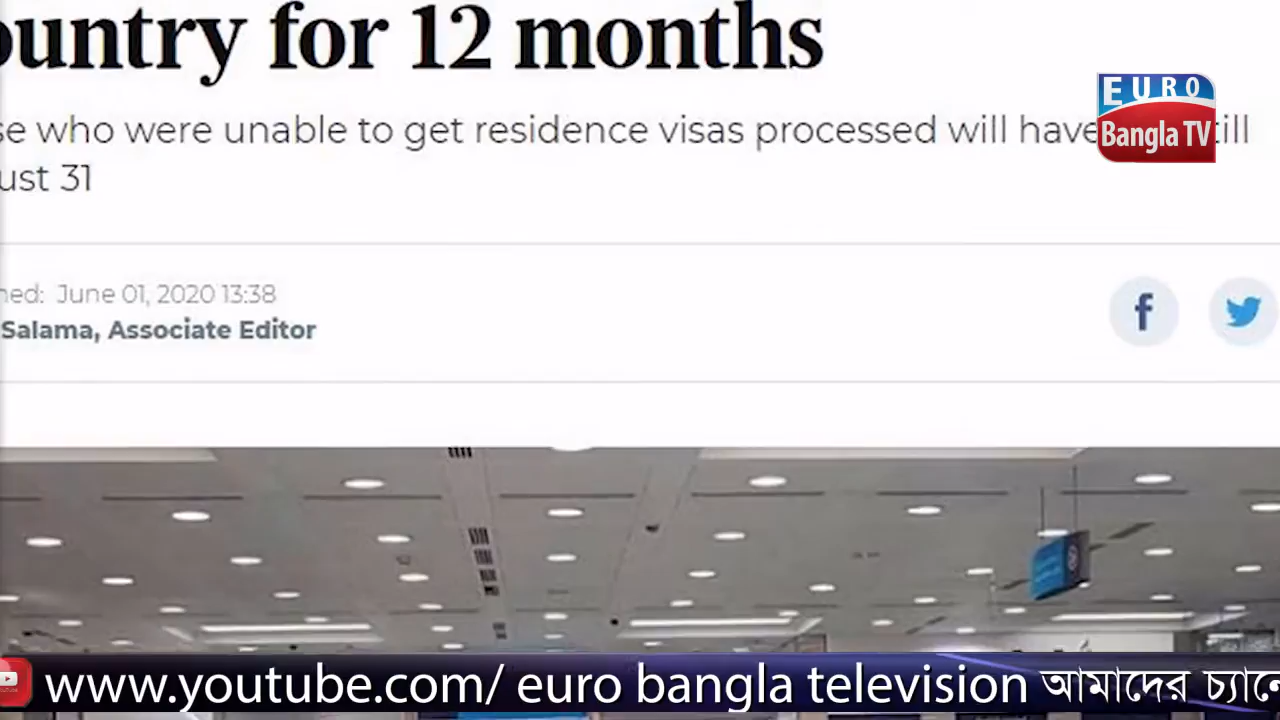 ountry for 12 months
EURO
Bangla TV
se who were unable to get residence visas processed will have till
ust 31
ned: June 01, 2020 13:38
Salama, Associate Editor
www.youtube.com/ euro bangla television আমাদের চ্যানে